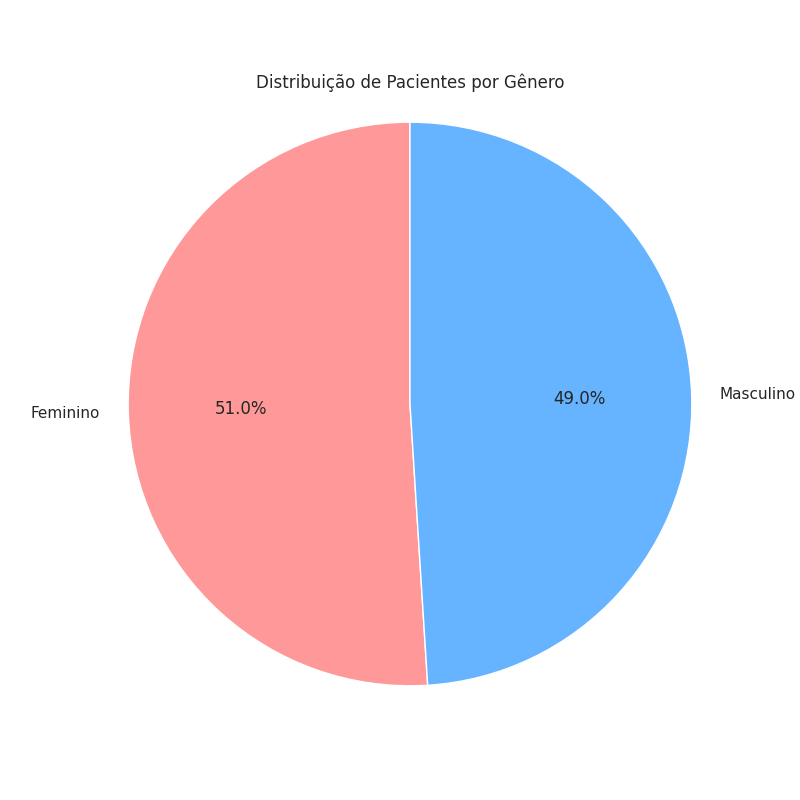 Distribuição de Pacientes por Gênero
Masculino
49.0%
51.0%
Feminino